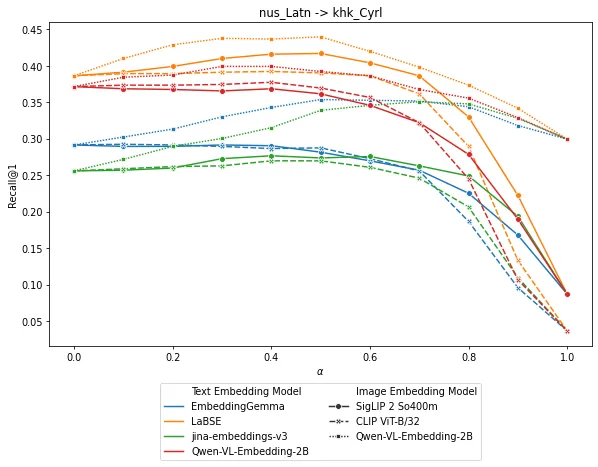 nus_Latn -> khk_Cyrl
Recall@1
0.45
0.40
0.35
0.30
0.25
0.20
0.15
0.10
0.05
0.0 0.2 0.4 0.6 0.8 1.0
α
Text Embedding Model
EmbeddingGemma
LaBSE
jina-embeddings-v3
Qwen-VL-Embedding-2B
Image Embedding Model
SigLIP 2 So400m
CLIP ViT-B/32
Qwen-VL-Embedding-2B